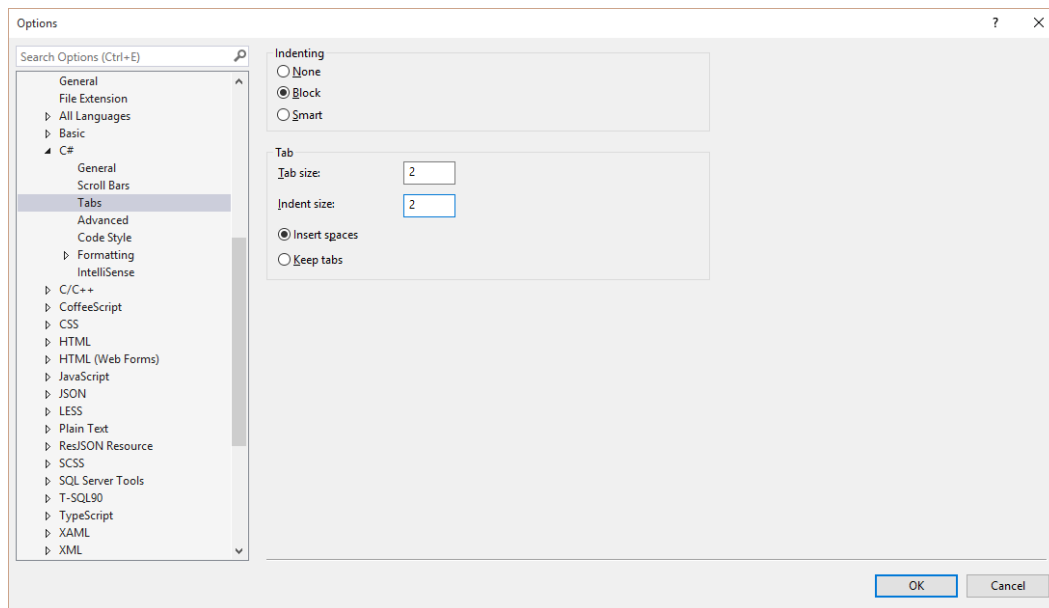 Options
?
Search Options (Ctrl+E)
General
File Extension
All Languages
Basic
C#
General
Scroll Bars
Tabs
Advanced
Code Style
Formatting
IntelliSense
C/C++
CoffeeScript
CSS
HTML
HTML (Web Forms)
JavaScript
JSON
LESS
Plain Text
ResJSON Resource
SCSS
SQL Server Tools
T-SQL90
TypeScript
XAML
XML
Indenting
None
Block
Smart
Tab
Tab size: 2
Indent size: 2
Insert spaces
Keep tabs
OK Cancel